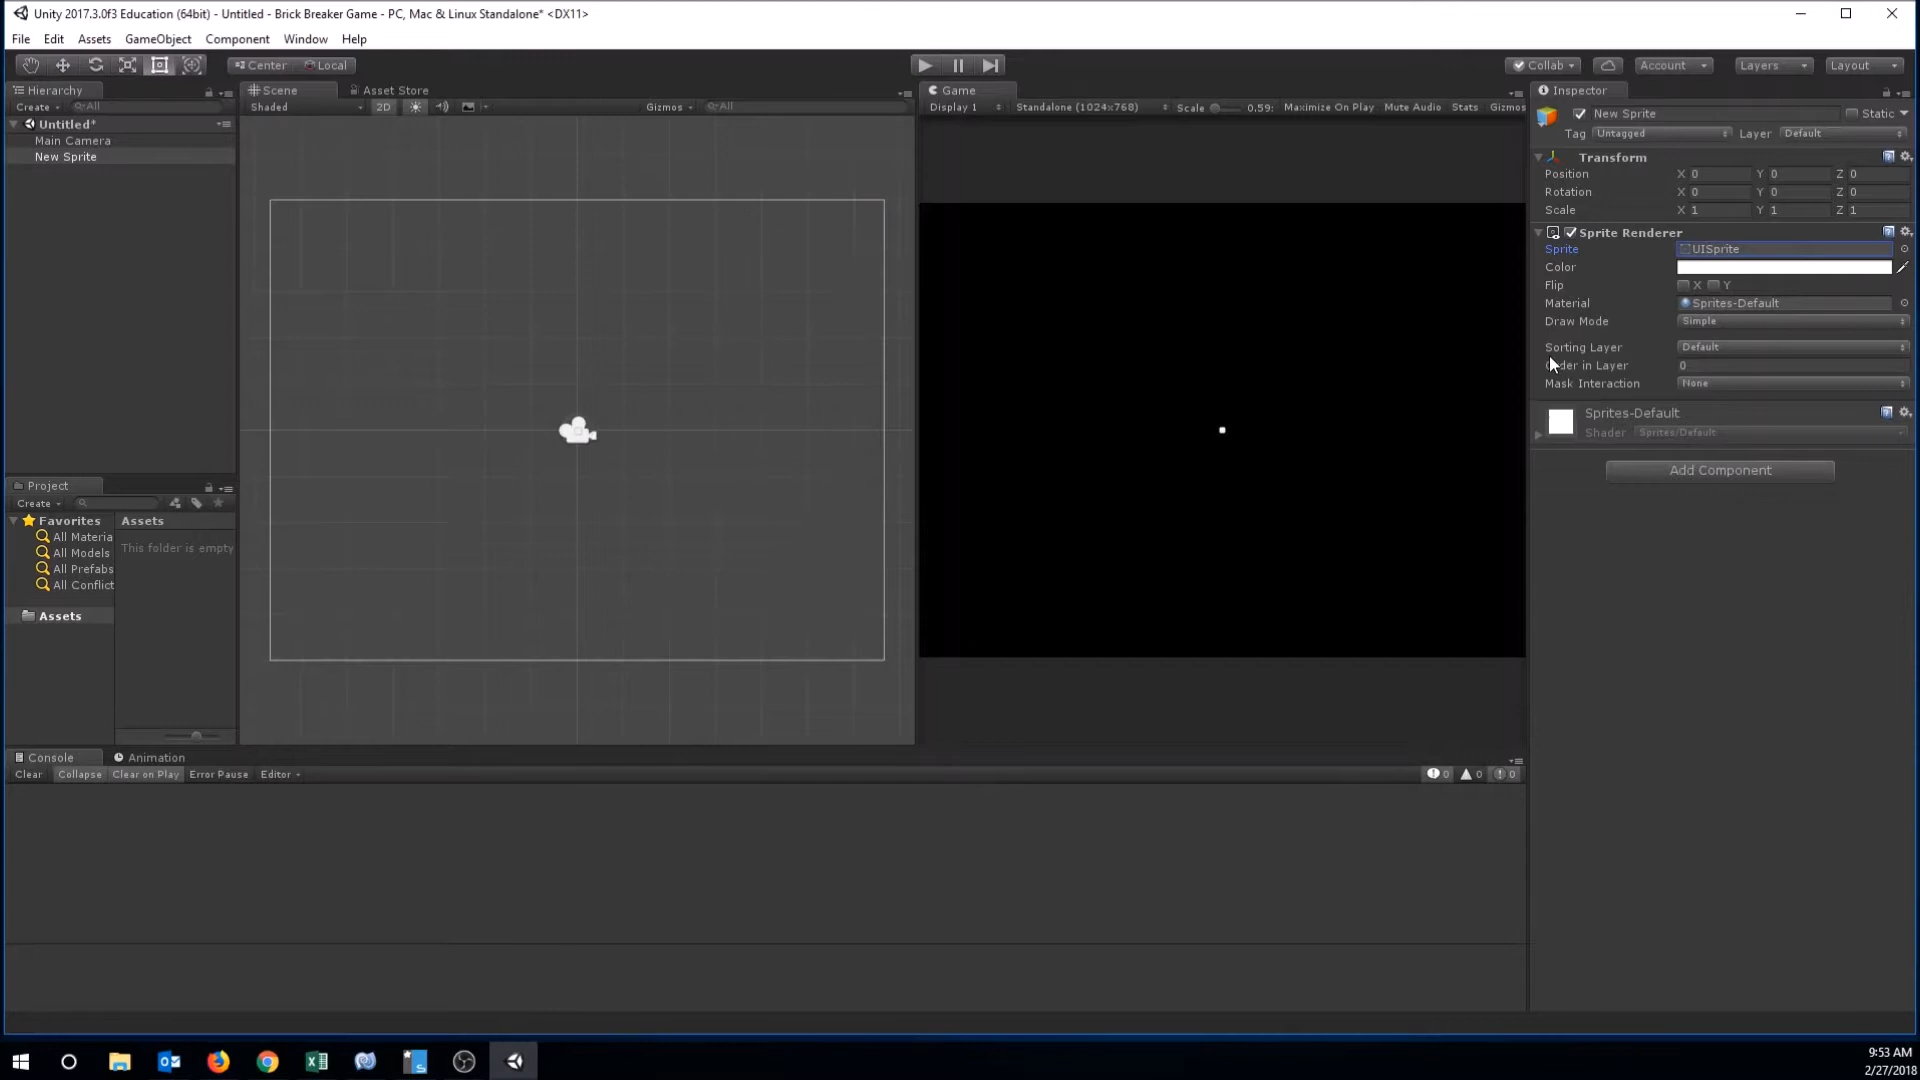 Unity 2017.3.0f3 Education (64bit) - Untitled - Brick Breaker Game - PC, Mac & Linux Standalone* <DX11>
File Edit Assets GameObject Component Window Help
Center Local
Collab Account Layers Layout
Hierarchy
Create All
Untitled*
Main Camera
New Sprite
Scene Asset Store
Shaded 2D Gizmos All
Game
Display 1 Standalone (1024x768) Scale 0.59: Maximize On Play Mute Audio Stats Gizmos
Inspector
New Sprite Static
Tag Untagged Layer Default
Transform
Position X 0 Y 0 Z 0
Rotation X 0 Y 0 Z 0
Scale X 1 Y 1 Z 1
Sprite Renderer
Sprite UISprite
Color
Flip X Y
Material Sprites-Default
Draw Mode Simple
Sorting Layer Default
in Layer 0
Mask Interaction None
Sprites-Default
Shader Sprites/Default
Add Component
Project
Create
Favorites
All Materia
All Models
All Prefabs
All Conflict
Assets
Assets
This folder is empty
Console Animation
Clear Collapse Clear on Play Error Pause Editor 0 0 0
9:53 AM
2/27/2018